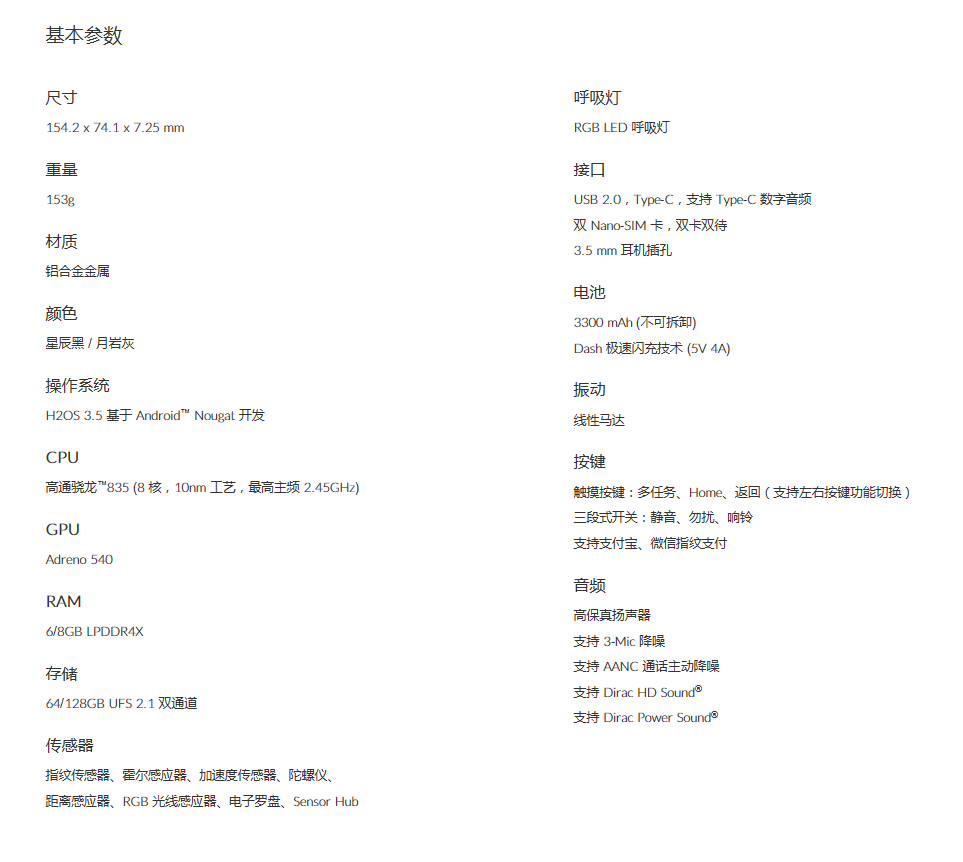 基本参数
尺寸
154.2 x 74.1 x 7.25 mm
重量
153g
材质
铝合金金属
颜色
星辰黑 / 月岩灰
操作系统
H2OS 3.5 基于 Android™ Nougat 开发
CPU
高通骁龙™835 (8 核，10nm 工艺，最高主频 2.45GHz)
GPU
Adreno 540
RAM
6/8GB LPDDR4X
存储
64/128GB UFS 2.1 双通道
传感器
指纹传感器、霍尔感应器、加速度传感器、陀螺仪、
距离感应器、RGB 光线感应器、电子罗盘、Sensor Hub
呼吸灯
RGB LED 呼吸灯
接口
USB 2.0，Type-C，支持 Type-C 数字音频
双 Nano-SIM 卡，双卡双待
3.5 mm 耳机插孔
电池
3300 mAh (不可拆卸)
Dash 极速闪充技术 (5V 4A)
振动
线性马达
按键
触摸按键：多任务、Home、返回（支持左右按键功能切换）
三段式开关：静音、勿扰、响铃
支持支付宝、微信指纹支付
音频
高保真扬声器
支持 3-Mic 降噪
支持 AANC 通话主动降噪
支持 Dirac HD Sound®
支持 Dirac Power Sound®